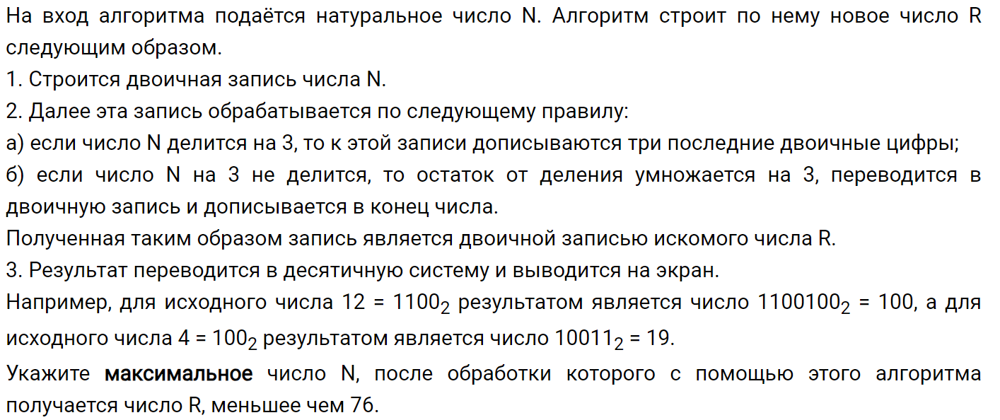 На вход алгоритма подаётся натуральное число N. Алгоритм строит по нему новое число R
следующим образом.
1. Строится двоичная запись числа N.
2. Далее эта запись обрабатывается по следующему правилу:
а) если число N делится на 3, то к этой записи дописываются три последние двоичные цифры;
б) если число N на 3 не делится, то остаток от деления умножается на 3, переводится в
двоичную запись и дописывается в конец числа.
Полученная таким образом запись является двоичной записью искомого числа R.
3. Результат переводится в десятичную систему и выводится на экран.
Например, для исходного числа 12 = 1100₂ результатом является число 1100100₂ = 100, а для
исходного числа 4 = 100₂ результатом является число 10011₂ = 19.
Укажите максимальное число N, после обработки которого с помощью этого алгоритма
получается число R, меньшее чем 76.